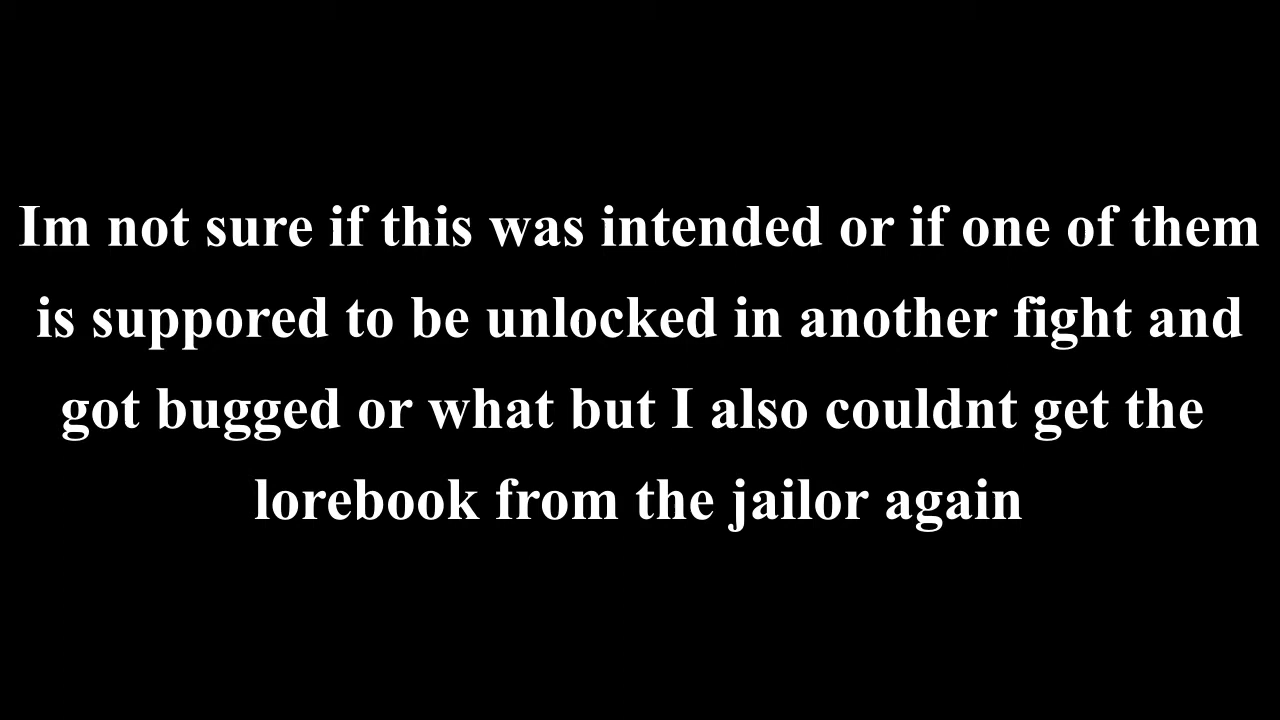 Im not sure if this was intended or if one of them
is suppored to be unlocked in another fight and
got bugged or what but I also couldnt get the
lorebook from the jailor again